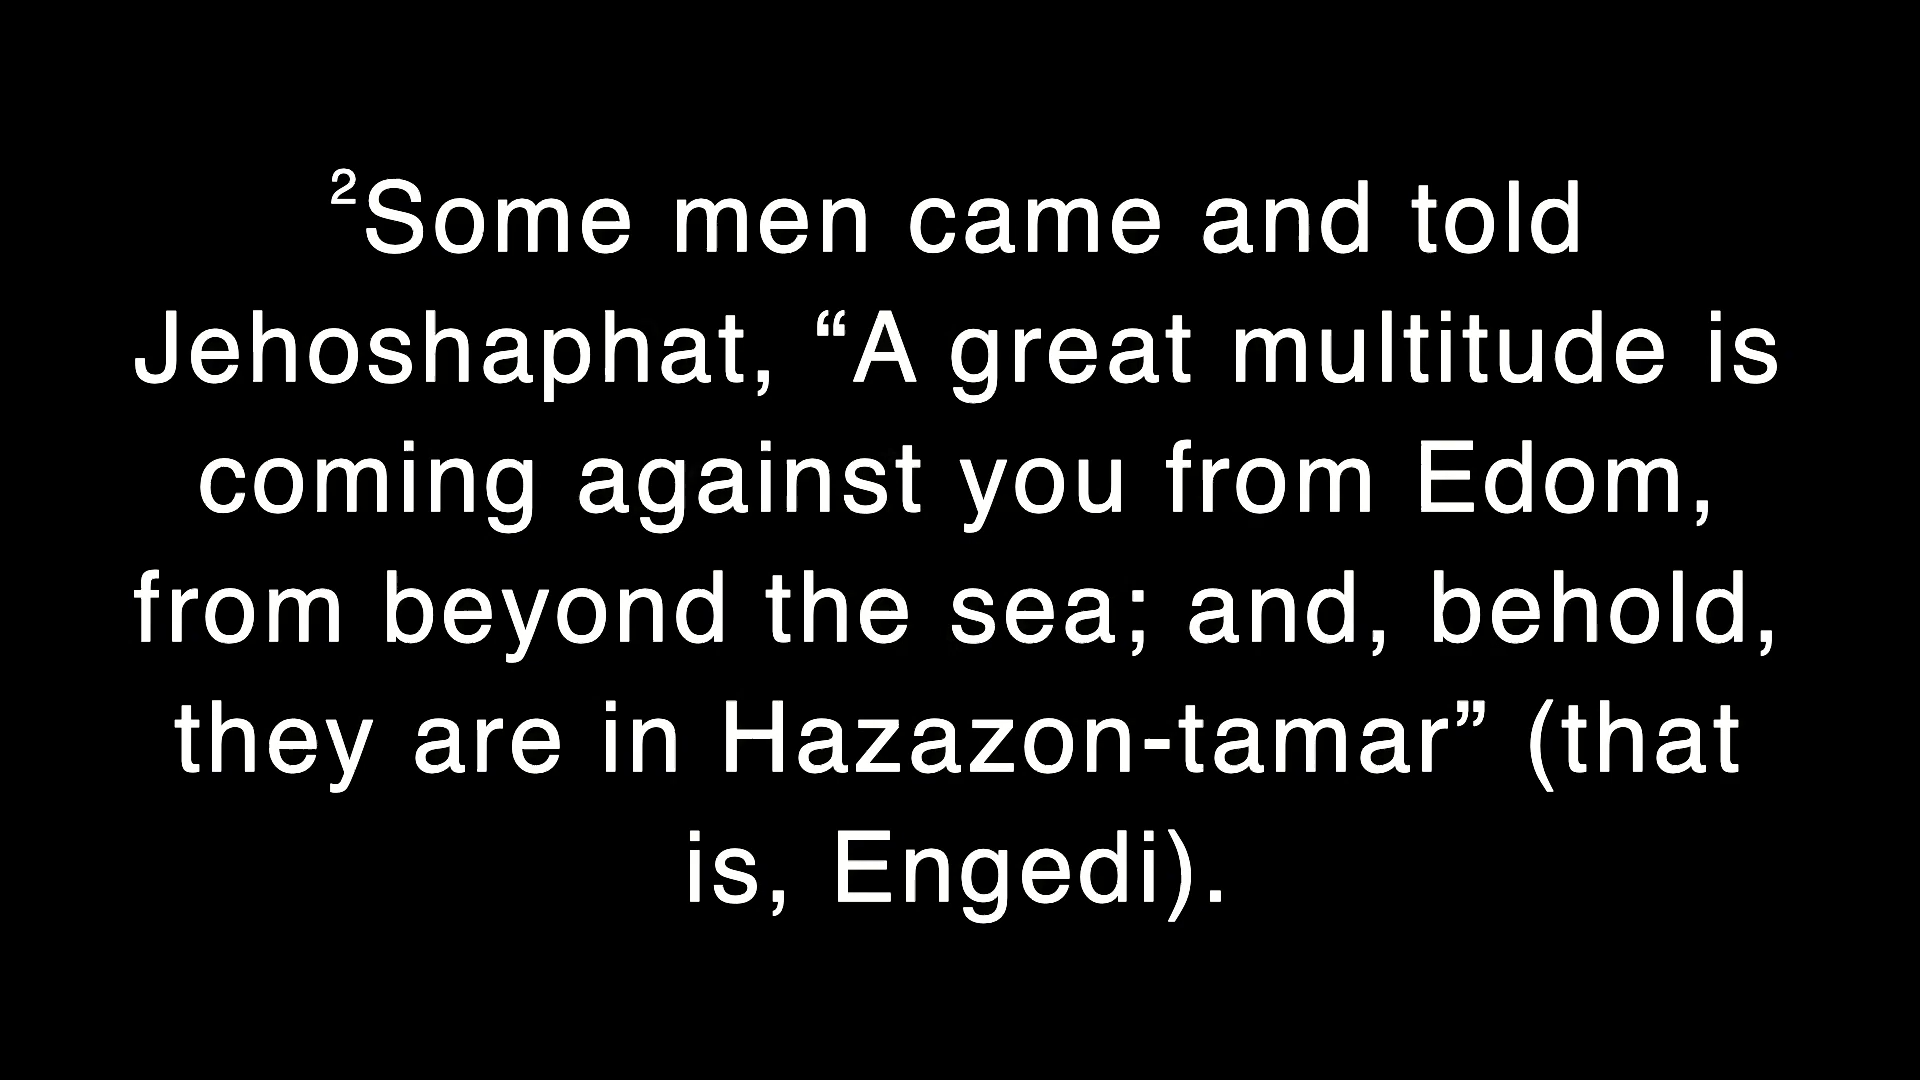 ²Some men came and told
Jehoshaphat, “A great multitude is
coming against you from Edom,
from beyond the sea; and, behold,
they are in Hazazon-tamar” (that
is, Engedi).